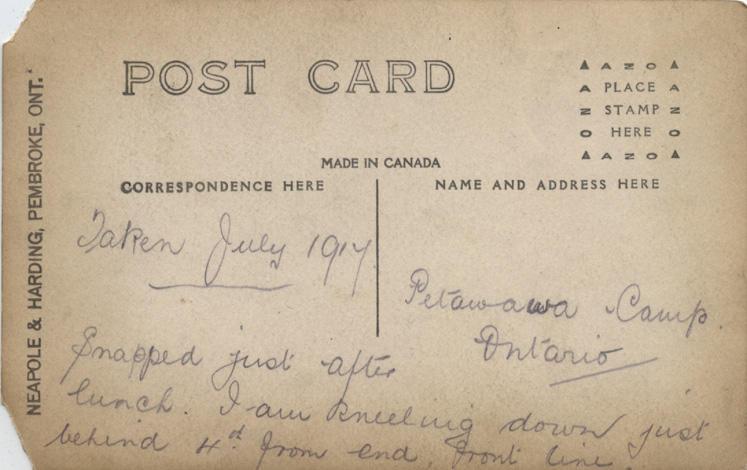 POST CARD
▲ A Z O ▲
A PLACE A
Z STAMP Z
O HERE O
▲ A Z O ▲
MADE IN CANADA
CORRESPONDENCE HERE
NAME AND ADDRESS HERE
NEAPOLE & HARDING, PEMBROKE, ONT.
Taken July 1917
Petawawa Camp.
Ontario
Snapped just after
lunch. I am kneeling down just
behind 4th from end, front line